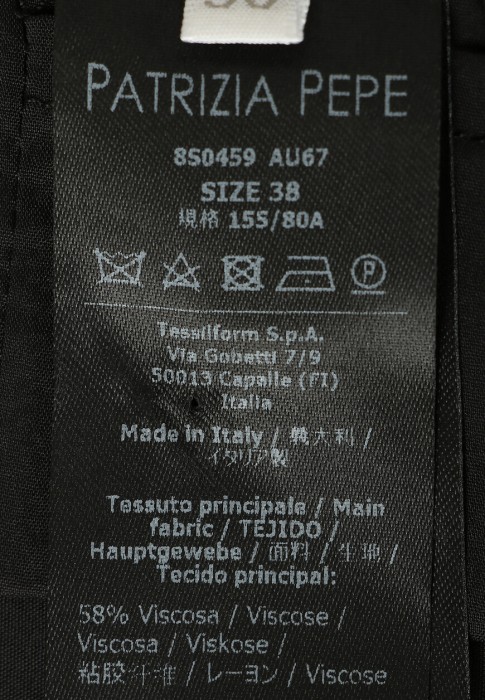 PATRIZIA PEPE
8S0459 AU67
SIZE 38
規格 155/80A
P
Tessilform S.p.A.
Via Gobetti 7/9
50013 Capalle (FI)
Italia
Made in Italy / 義大利 /
イタリア製
Tessuto principale / Main
fabric / TEJIDO /
Hauptgewebe / 面料 / 生地 /
Tecido principal:
58% Viscosa / Viscose /
Viscosa / Viskose /
粘胶纤维 / レーヨン / Viscose